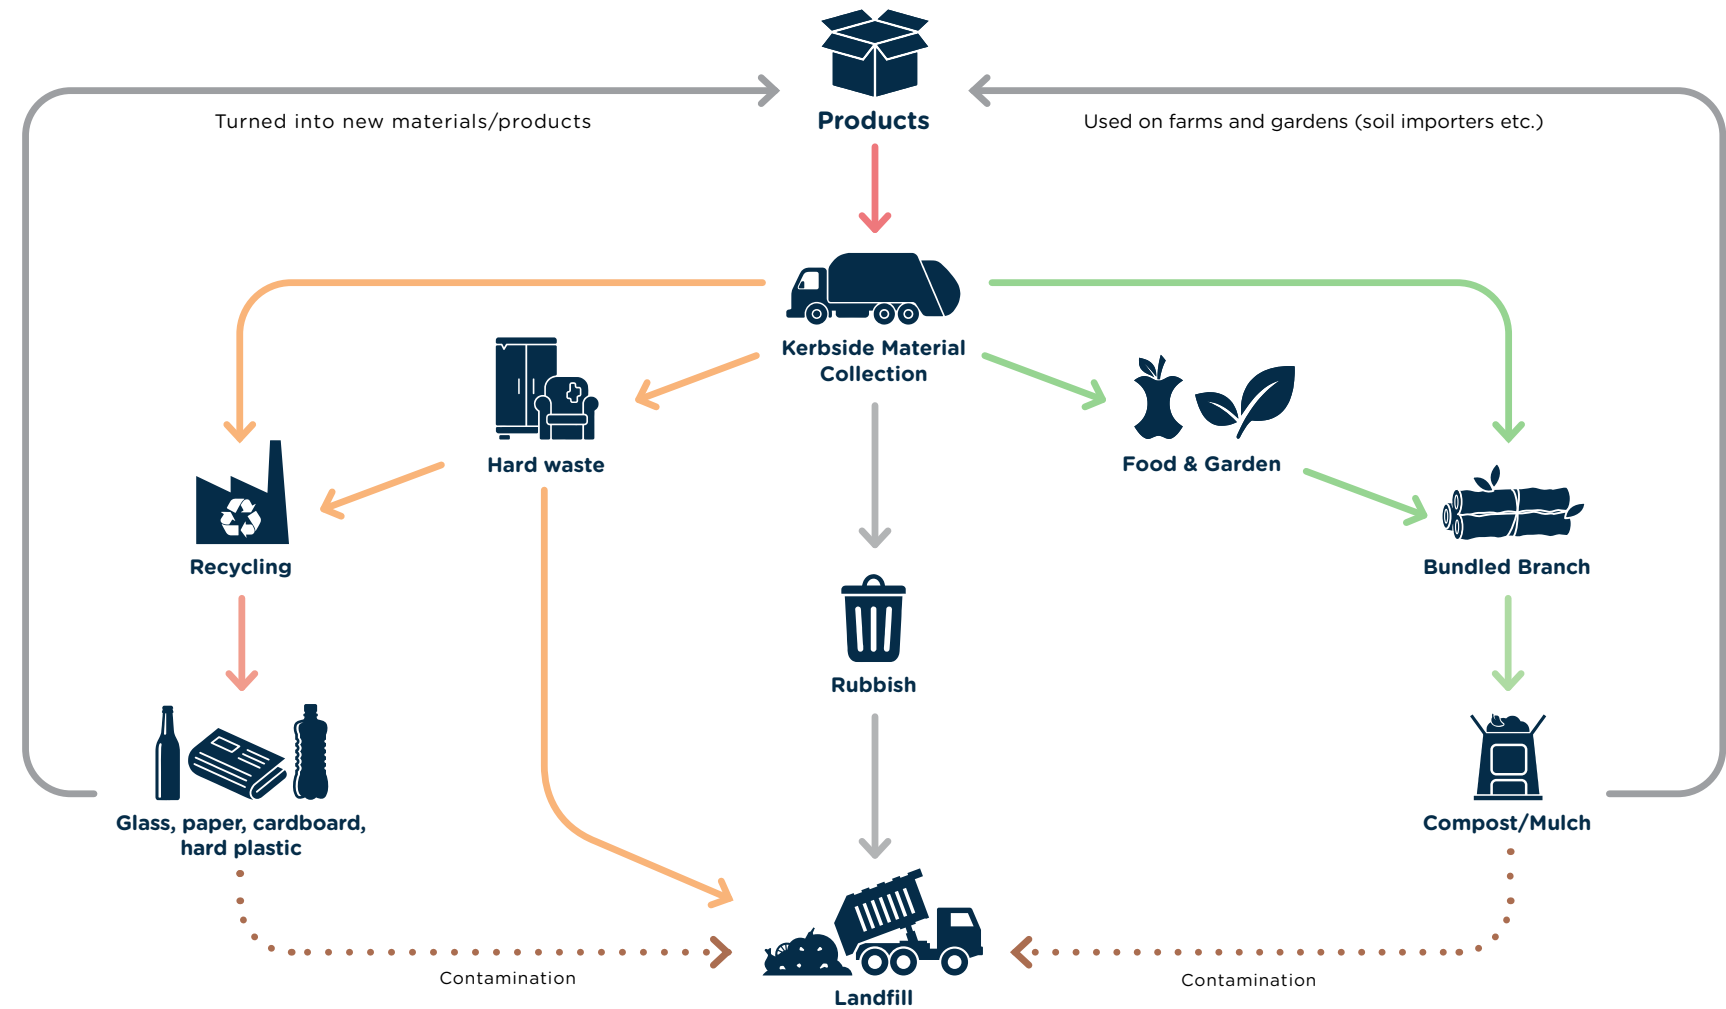 Products
Turned into new materials/products
Used on farms and gardens (soil importers etc.)
Kerbside Material
Collection
Hard waste
Food & Garden
Recycling
Bundled Branch
Rubbish
Glass, paper, cardboard,
hard plastic
Compost/Mulch
Contamination
Contamination
Landfill